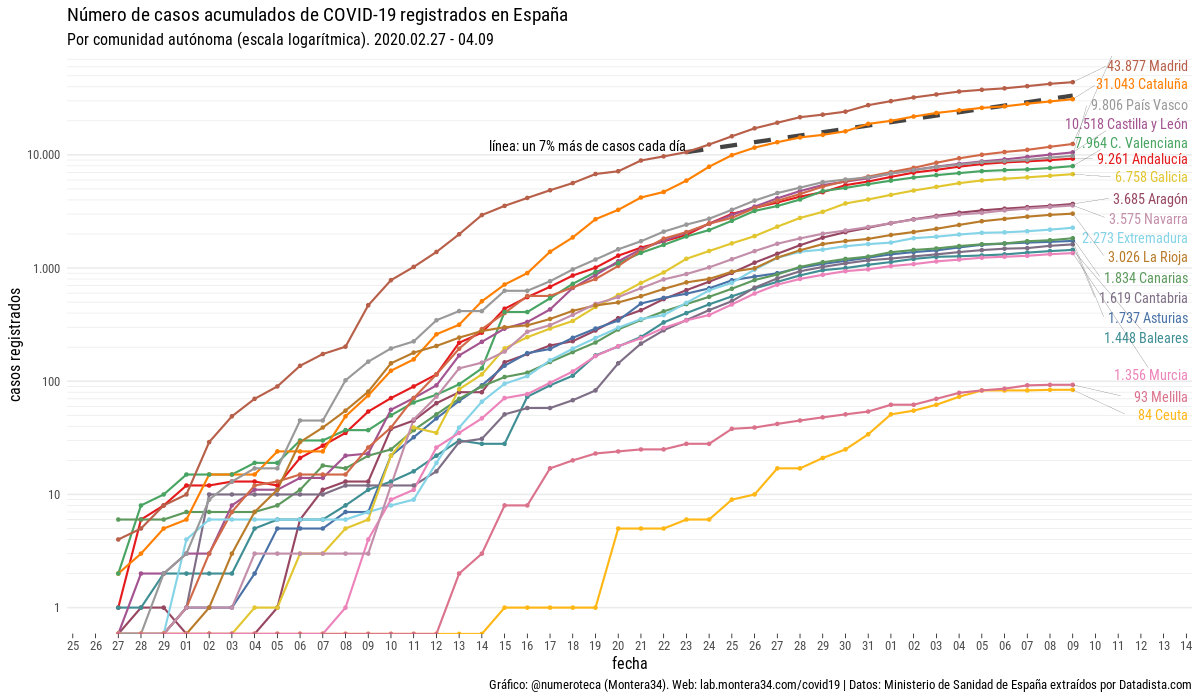 Número de casos acumulados de COVID-19 registrados en España
Por comunidad autónoma (escala logarítmica). 2020.02.27 - 04.09
43.877 Madrid
31.043 Cataluña
9.806 País Vasco
10.518 Castilla y León
línea: un 7% más de casos cada día
7.964 C. Valenciana
9.261 Andalucía
6.758 Galicia
3.685 Aragón
3.575 Navarra
2.273 Extremadura
3.026 La Rioja
1.834 Canarias
1.619 Cantabria
1.737 Asturias
1.448 Baleares
1.356 Murcia
93 Melilla
84 Ceuta
10.000
1.000
100
10
1
casos registrados
25 26 27 28 29 01 02 03 04 05 06 07 08 09 10 11 12 13 14 15 16 17 18 19 20 21 22 23 24 25 26 27 28 29 30 31 01 02 03 04 05 06 07 08 09 10 11 12 13 14
fecha
Gráfico: @numeroteca (Montera34). Web: lab.montera34.com/covid19 | Datos: Ministerio de Sanidad de España extraídos por Datadista.com